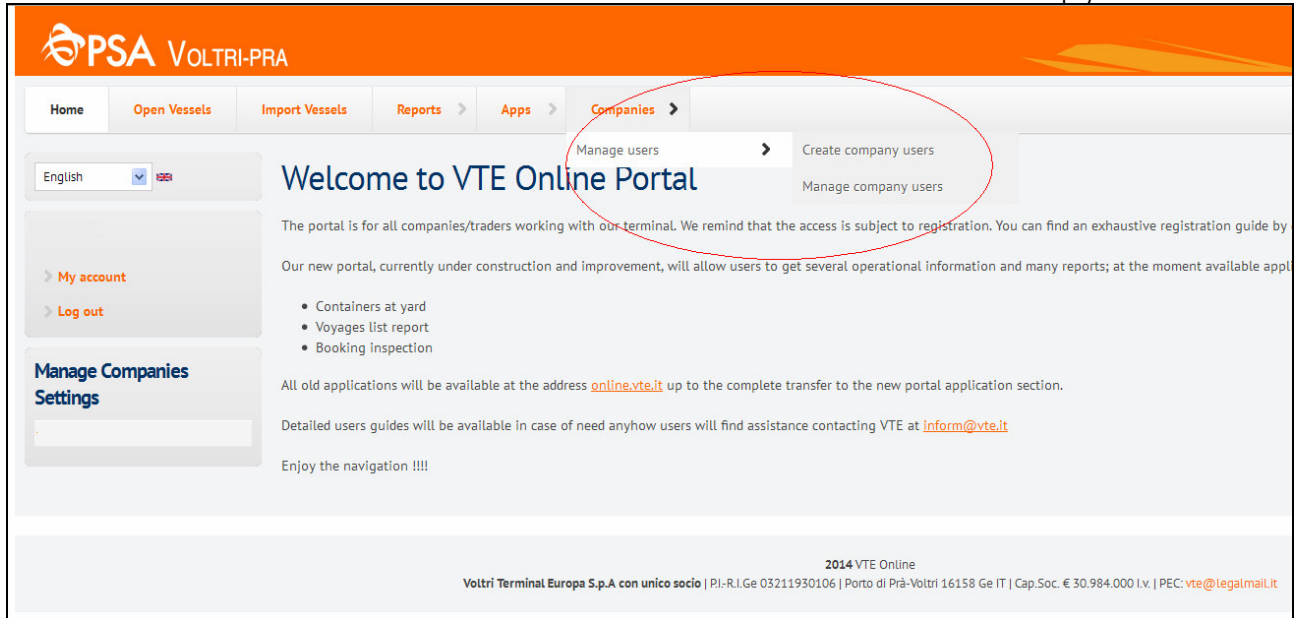 PSA VOLTRI-PRA
Home Open Vessels Import Vessels Reports Apps Companies
Manage users Create company users
Manage company users
English
Welcome to VTE Online Portal
The portal is for all companies/traders working with our terminal. We remind that the access is subject to registration. You can find an exhaustive registration guide by
My account
Log out
Our new portal, currently under construction and improvement, will allow users to get several operational information and many reports; at the moment available appli
Containers at yard
Voyages list report
Booking inspection
Manage Companies
Settings
All old applications will be available at the address online.vte.it up to the complete transfer to the new portal application section.
Detailed users guides will be available in case of need anyhow users will find assistance contacting VTE at inform@vte.it
Enjoy the navigation !!!!
2014 VTE Online
Voltri Terminal Europa S.p.A con unico socio | P.I.-R.I.Ge 03211930106 | Porto di Prà-Voltri 16158 Ge IT | Cap.Soc. € 30.984.000 I.v. | PEC: vte@legalmail.it